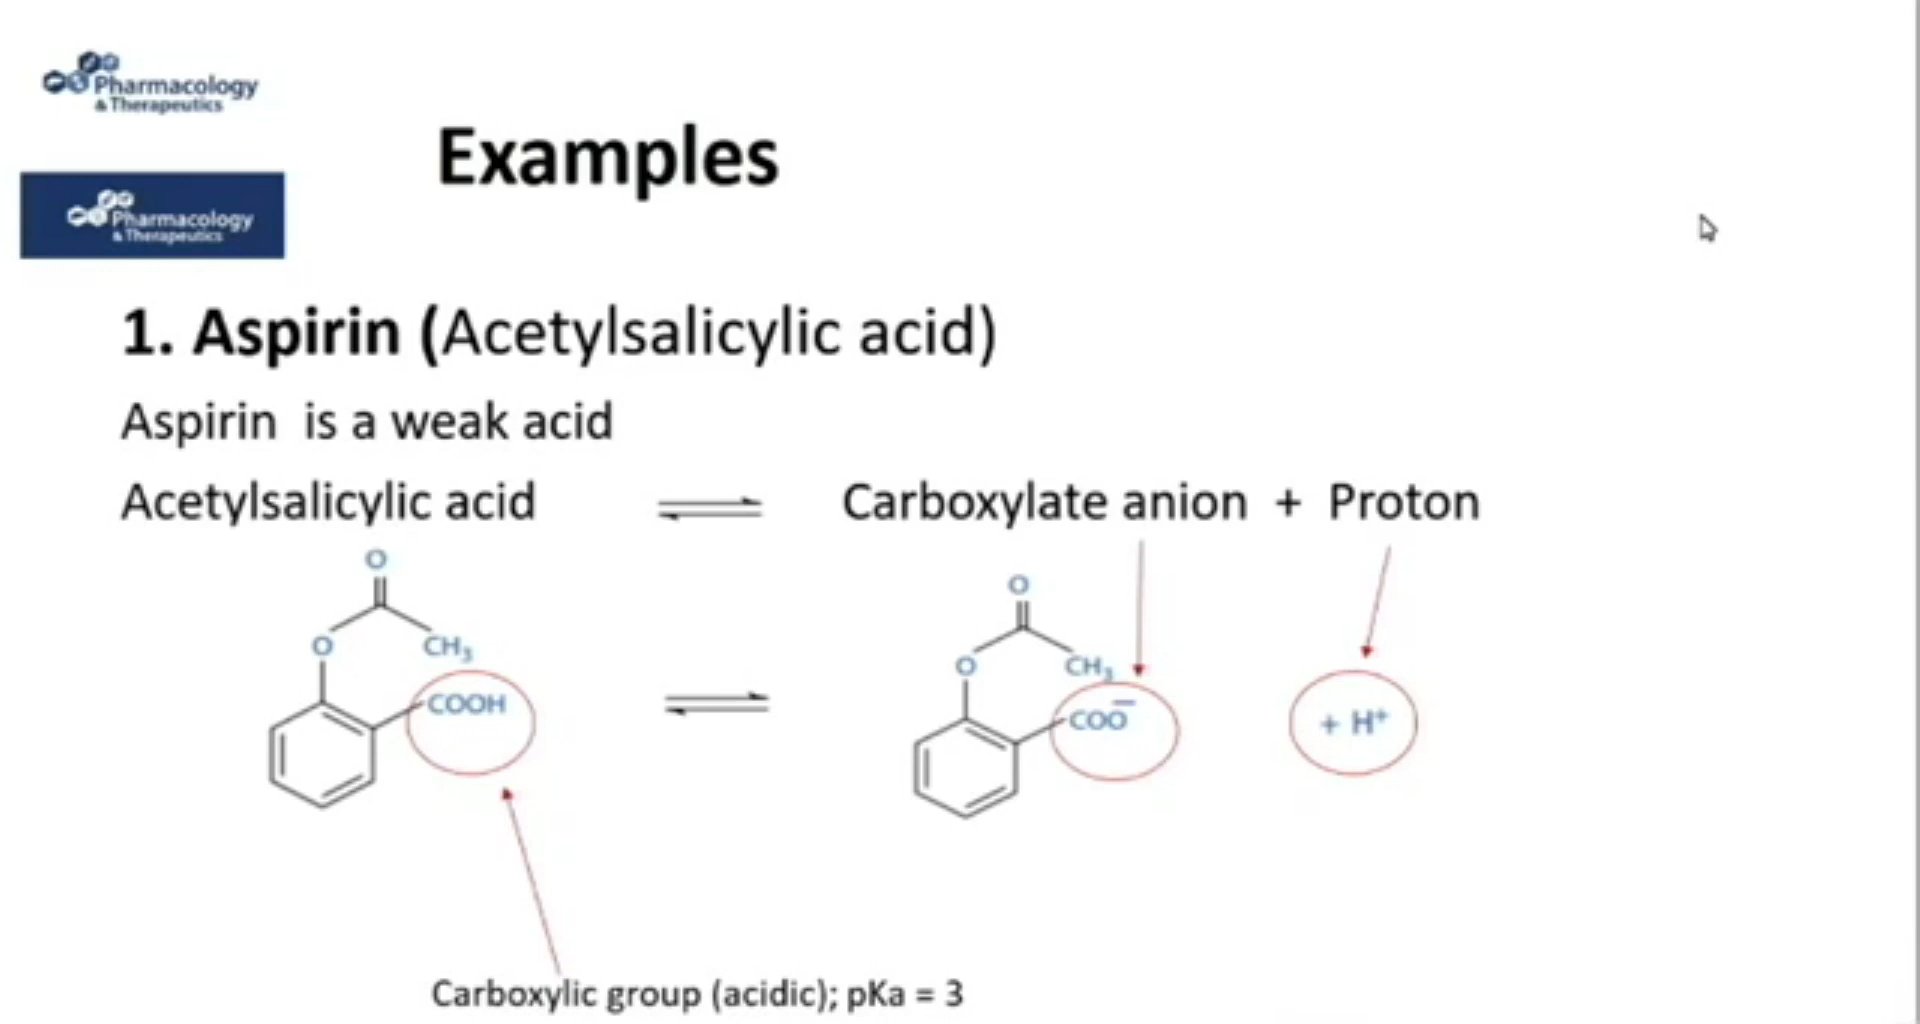 Pharmacology
& Therapeutics
Examples
Pharmacology
& Therapeutics
1. Aspirin (Acetylsalicylic acid)
Aspirin is a weak acid
Acetylsalicylic acid ⇌ Carboxylate anion + Proton
O
O
O
CH₃
O
CH₃
COOH
⇌
COO⁻
+ H⁺
Carboxylic group (acidic); pKa = 3